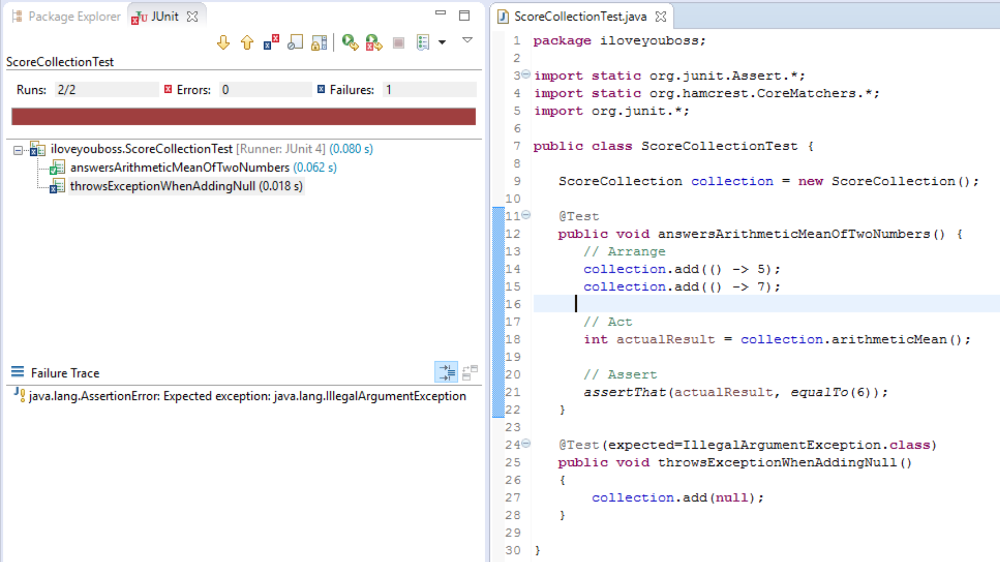 Package Explorer
JUnit
ScoreCollectionTest
Runs: 2/2
Errors: 0
Failures: 1
iloveyouboss.ScoreCollectionTest [Runner: JUnit 4] (0.080 s)
answersArithmeticMeanOfTwoNumbers (0.062 s)
throwsExceptionWhenAddingNull (0.018 s)
Failure Trace
java.lang.AssertionError: Expected exception: java.lang.IllegalArgumentException
ScoreCollectionTest.java
1 package iloveyouboss;
2
3 import static org.junit.Assert.*;
4 import static org.hamcrest.CoreMatchers.*;
5 import org.junit.*;
6
7 public class ScoreCollectionTest {
8
9 ScoreCollection collection = new ScoreCollection();
10
11 @Test
12 public void answersArithmeticMeanOfTwoNumbers() {
13 // Arrange
14 collection.add(() -> 5);
15 collection.add(() -> 7);
16
17 // Act
18 int actualResult = collection.arithmeticMean();
19
20 // Assert
21 assertThat(actualResult, equalTo(6));
22 }
23
24 @Test(expected=IllegalArgumentException.class)
25 public void throwsExceptionWhenAddingNull()
26 {
27 collection.add(null);
28 }
29
30 }